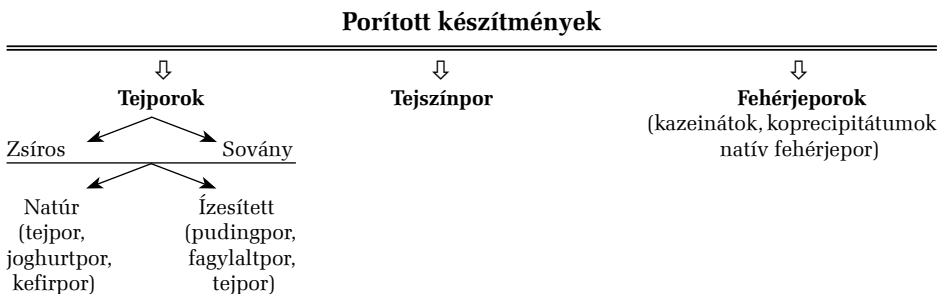 Porított készítmények
Tejporok
Tejszínpor
Fehérjeporok
(kazeinátok, koprecipitátumok
natív fehérjepor)
Zsíros
Sovány
Natúr
(tejpor,
joghurtpor,
kefirpor)
Ízesített
(pudingpor,
fagylaltpor,
tejpor)